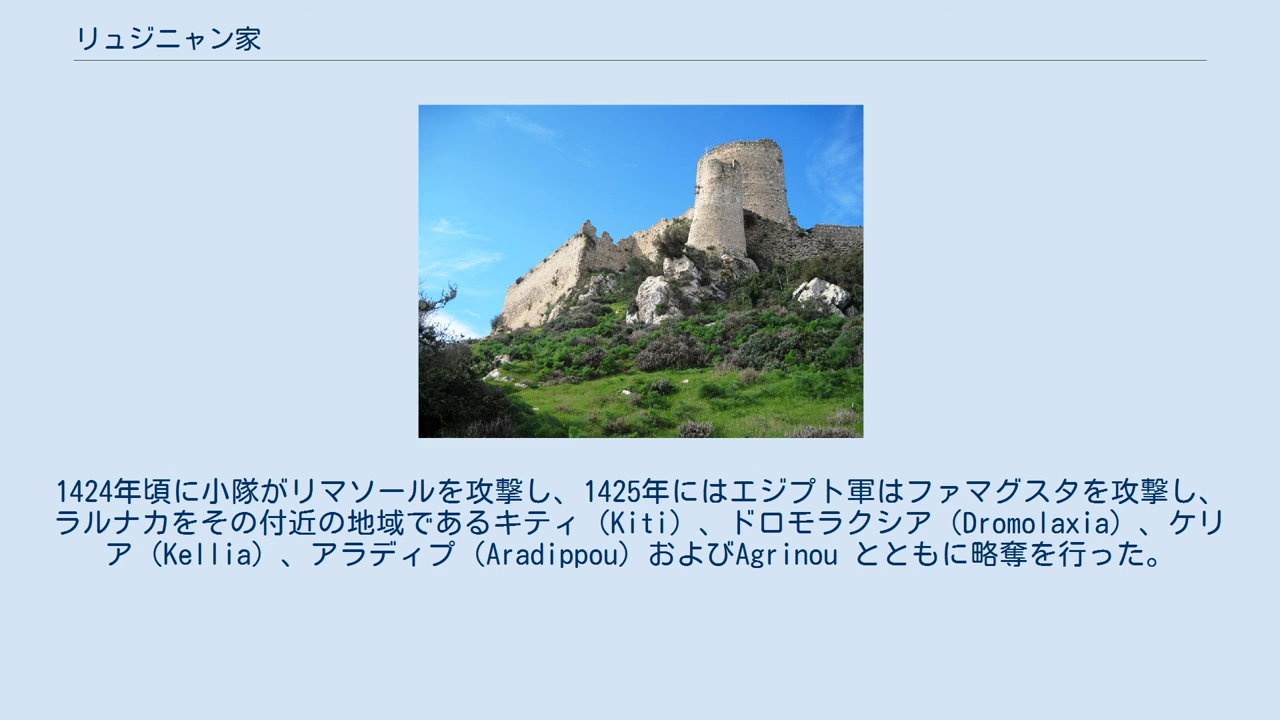 リュジニャン家
1424年頃に小隊がリマソールを攻撃し、1425年にはエジプト軍はファマグスタを攻撃し、
ラルナカをその付近の地域であるキティ（Kiti）、ドロモラクシア（Dromolaxia）、ケリ
ア（Kellia）、アラディプ（Aradippou）およびAgrinou とともに略奪を行った。